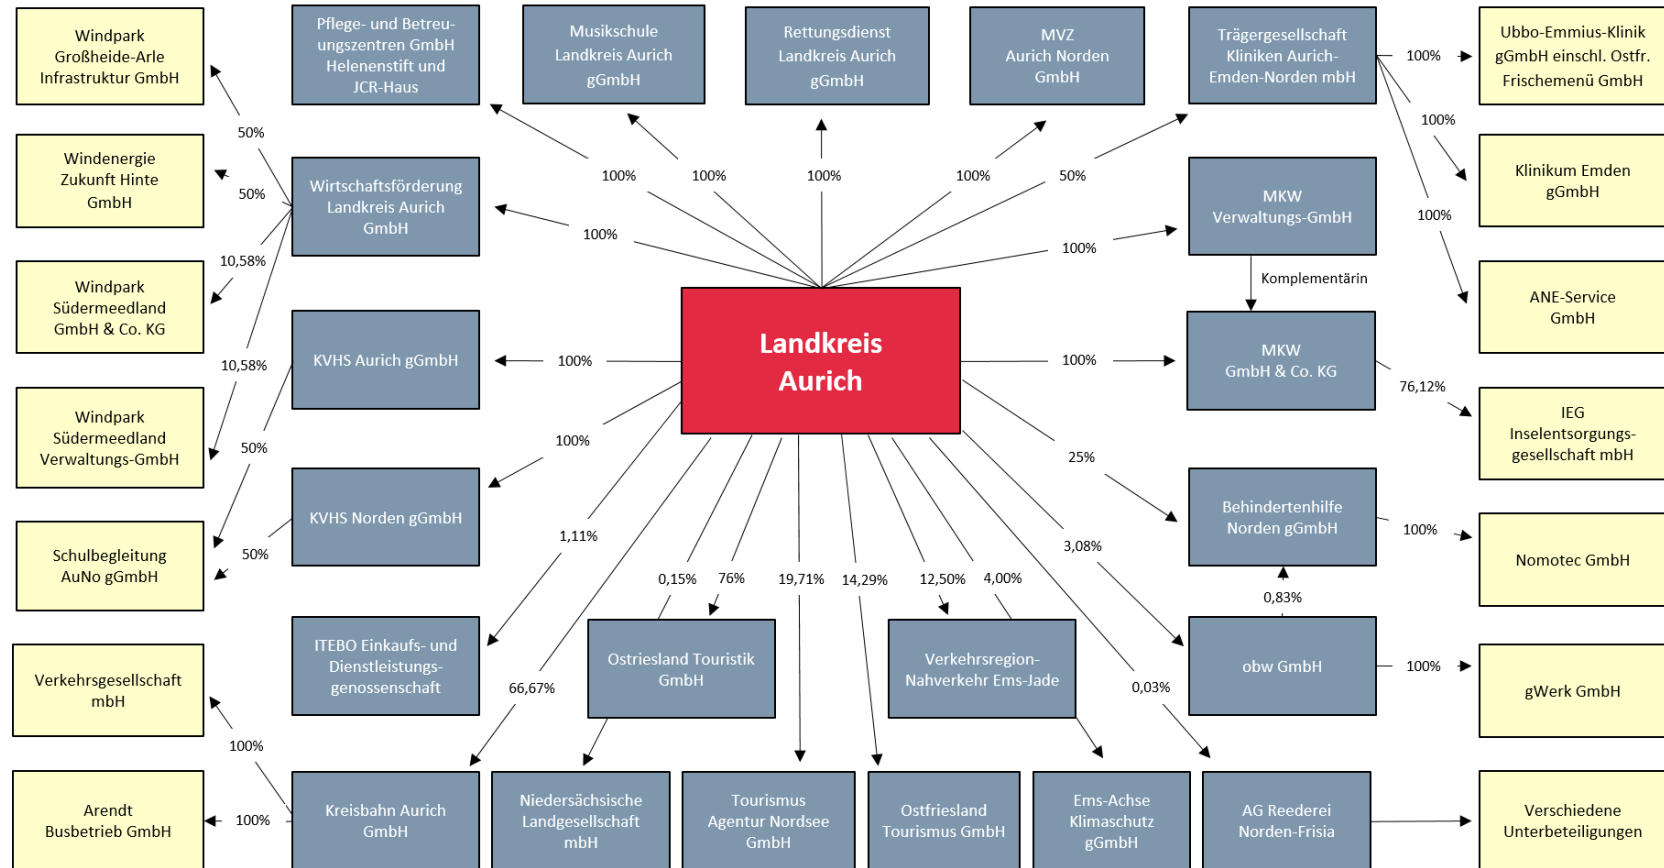 Windpark
Großheide-Arle
Infrastruktur GmbH
Pflege- und Betreu-
ungszentren GmbH
Helenenstift und
JCR-Haus
Musikschule
Landkreis Aurich
gGmbH
Rettungsdienst
Landkreis Aurich
gGmbH
MVZ
Aurich Norden
GmbH
Trägergesellschaft
Kliniken Aurich-
Emden-Norden mbH
100%
Ubbo-Emmius-Klinik
gGmbH einschl. Ostfr.
Frischemenü GmbH
50%
100%
Windenergie
Zukunft Hinte
GmbH
50%
Wirtschaftsförderung
Landkreis Aurich
GmbH
100%
100%
100%
100%
50%
MKW
Verwaltungs-GmbH
Klinikum Emden
gGmbH
100%
100%
100%
10,58%
Windpark
Südermeedland
GmbH & Co. KG
Komplementärin
ANE-Service
GmbH
Landkreis
Aurich
KVHS Aurich gGmbH
100%
100%
MKW
GmbH & Co. KG
10,58%
76,12%
Windpark
Südermeedland
Verwaltungs-GmbH
50%
100%
25%
IEG
Inselentsorgungs-
gesellschaft mbH
KVHS Norden gGmbH
Behindertenhilfe
Norden gGmbH
100%
Schulbegleitung
AuNo gGmbH
50%
1,11%
3,08%
Nomotec GmbH
0,15%
76%
19,71%
14,29%
12,50%
4,00%
0,83%
ITEBO Einkaufs- und
Dienstleistungs-
genossenschaft
Ostriesland Touristik
GmbH
Verkehrsregion-
Nahverkehr Ems-Jade
obw GmbH
100%
gWerk GmbH
Verkehrsgesellschaft
mbH
66,67%
0,03%
100%
Arendt
Busbetrieb GmbH
100%
Kreisbahn Aurich
GmbH
Niedersächsische
Landgesellschaft
mbH
Tourismus
Agentur Nordsee
GmbH
Ostfriesland
Tourismus GmbH
Ems-Achse
Klimaschutz
gGmbH
AG Reederei
Norden-Frisia
Verschiedene
Unterbeteiligungen